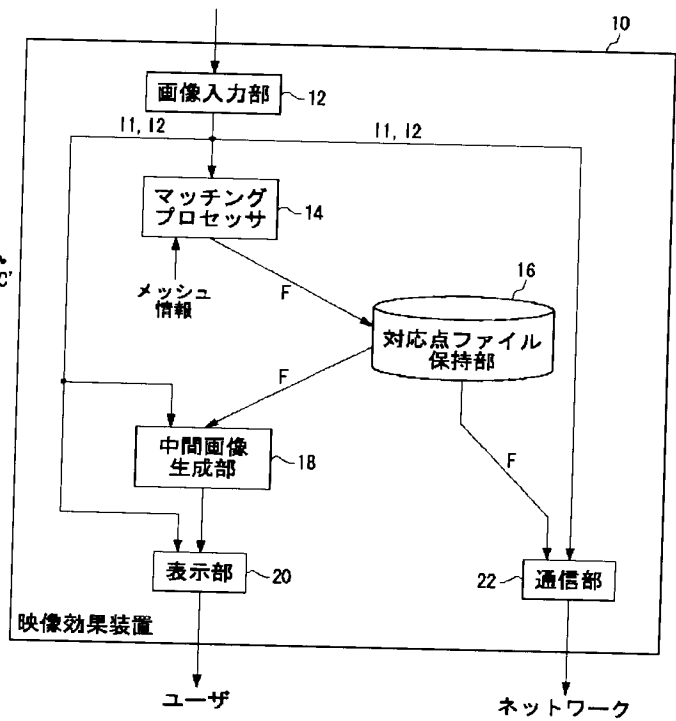 10
画像入力部
12
I1, I2
I1, I2
マッチング
プロセッサ
14
メッシュ
情報
F
16
対応点ファイル
保持部
F
中間画像
生成部
18
F
表示部
20
22
通信部
映像効果装置
ユーザ
ネットワーク